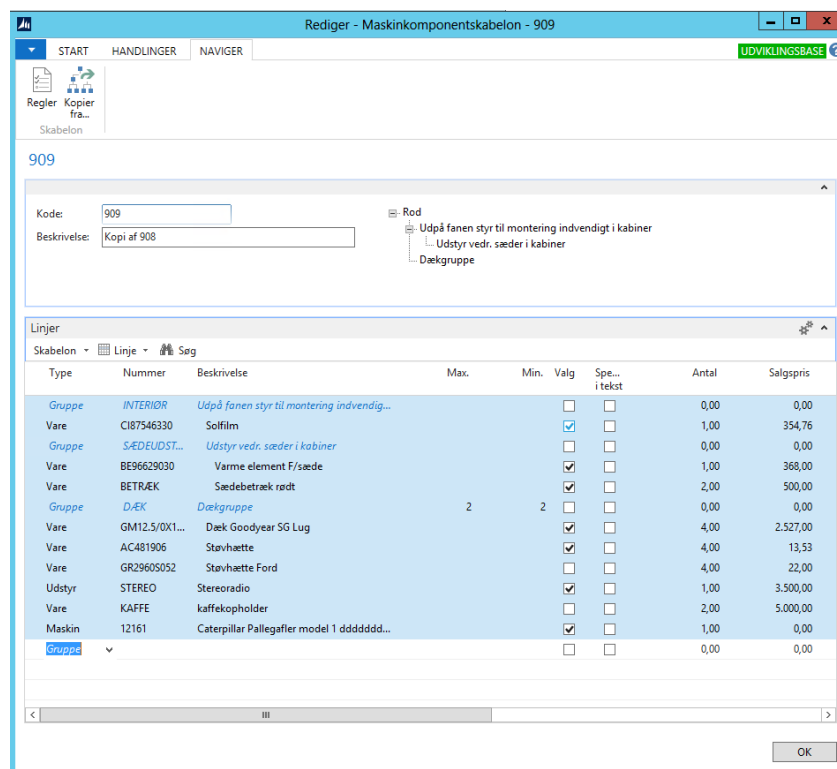 Rediger - Maskinkomponentskabelon - 909
START HANDLINGER NAVIGER UDVIKLINGSBASE
Regler Kopier fra...
Skabelon
909
Kode: 909
Beskrivelse: Kopi af 908
Rod
Udpå fanen styr til montering indvendigt i kabiner
Udstyr vedr. sæder i kabiner
Dækgruppe
Linjer
Skabelon Linje Søg
Type Nummer Beskrivelse Max. Min. Valg Spe... i tekst Antal Salgspris
Gruppe INTERIØR Udpå fanen styr til montering indvendig... 0,00 0,00
Vare CI87546330 Solfilm 1,00 354,76
Gruppe SÆDEUDST... Udstyr vedr. sæder i kabiner 0,00 0,00
Vare BE96629030 Varme element F/sæde 1,00 368,00
Vare BETRÆK Sædebetræk rødt 2,00 500,00
Gruppe DÆK Dækgruppe 2 2 0,00 0,00
Vare GM12.5/0X1... Dæk Goodyear SG Lug 4,00 2.527,00
Vare AC481906 Støvhætte 4,00 13,53
Vare GR2960S052 Støvhætte Ford 4,00 22,00
Udstyr STEREO Stereoradio 1,00 3.500,00
Vare KAFFE kaffekopholder 2,00 5.000,00
Maskin 12161 Caterpillar Pallegafler model 1 ddddddd... 1,00 0,00
Gruppe 0,00 0,00
OK